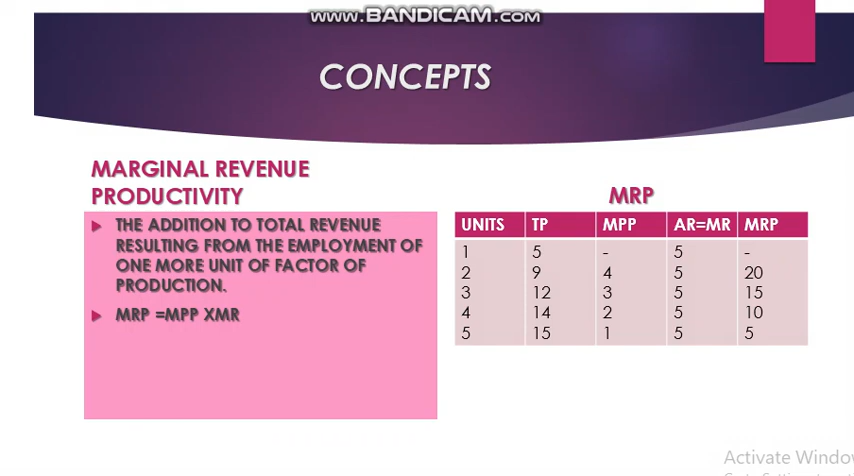 WWW.BANDICAM.COM
CONCEPTS
MARGINAL REVENUE
PRODUCTIVITY
THE ADDITION TO TOTAL REVENUE
RESULTING FROM THE EMPLOYMENT OF
ONE MORE UNIT OF FACTOR OF
PRODUCTION.
MRP =MPP XMR
MRP
UNITS TP MPP AR=MR MRP
1 5 - 5 -
2 9 4 5 20
3 12 3 5 15
4 14 2 5 10
5 15 1 5 5
Activate Window